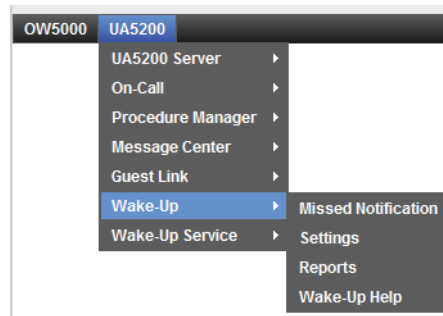 OW5000 UA5200
UA5200 Server
On-Call
Procedure Manager
Message Center
Guest Link
Wake-Up
Missed Notification
Wake-Up Service
Settings
Reports
Wake-Up Help